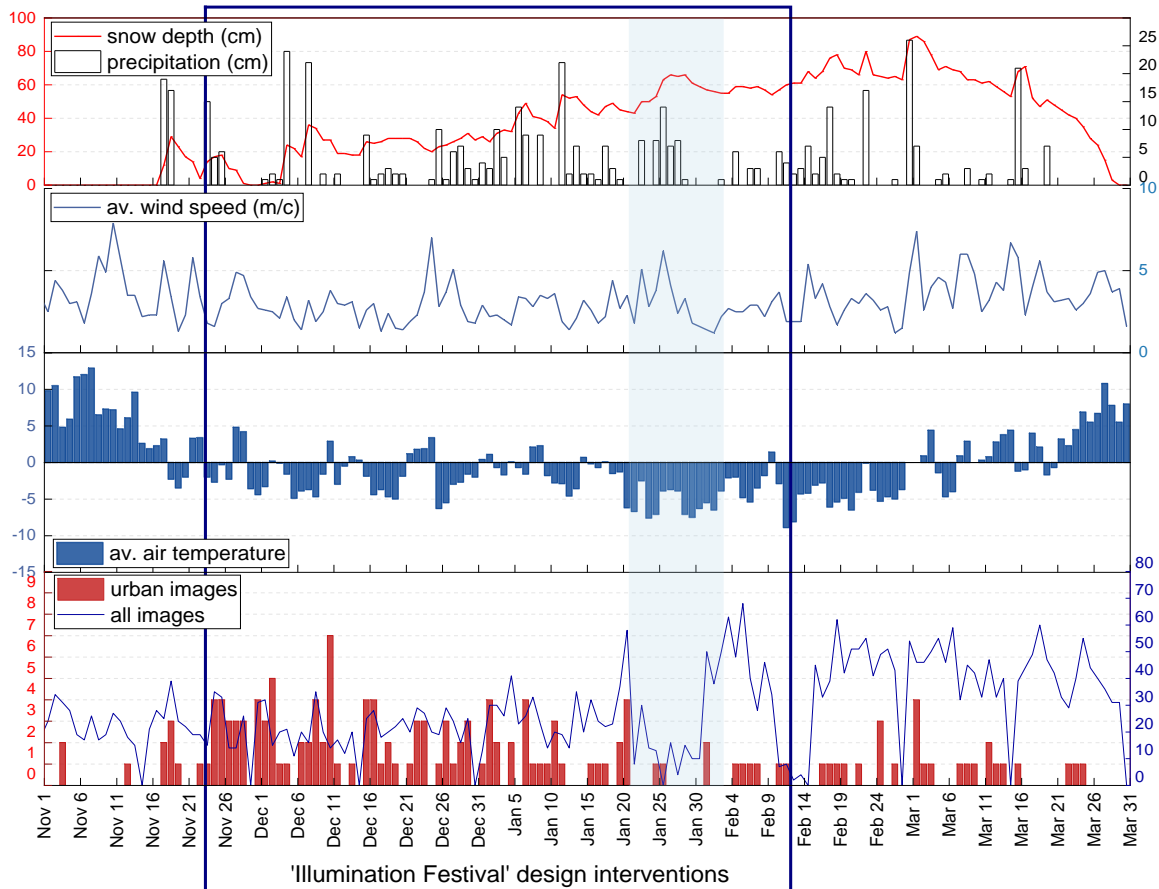 100
80
60
40
20
0
snow depth (cm)
precipitation (cm)
25
20
15
10
5
0
av. wind speed (m/c)
10
5
0
15
10
5
0
-5
-10
-15
av. air temperature
9
8
7
6
5
4
3
2
1
0
urban images
all images
80
70
60
50
40
30
20
10
0
Nov 1
Nov 6
Nov 11
Nov 16
Nov 21
Nov 26
Dec 1
Dec 6
Dec 11
Dec 16
Dec 21
Dec 26
Dec 31
Jan 5
Jan 10
Jan 15
Jan 20
Jan 25
Jan 30
Feb 4
Feb 9
Feb 14
Feb 19
Feb 24
Mar 1
Mar 6
Mar 11
Mar 16
Mar 21
Mar 26
Mar 31
'Illumination Festival' design interventions